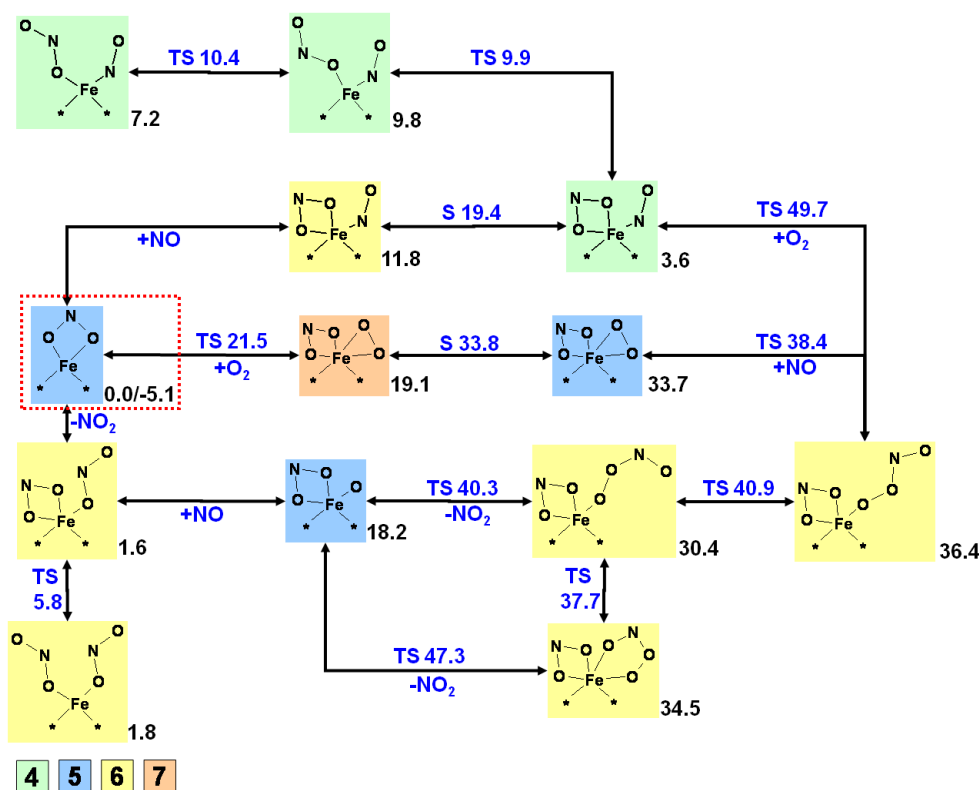 O
N
O
O
N
Fe
* *
7.2
TS 10.4
O
N
O
O
N
Fe
* *
9.8
TS 9.9
N O
O
O
N
Fe
* *
11.8
+NO
S 19.4
N O
O
O
N
Fe
* *
3.6
TS 49.7
+O2
N
O O
Fe
* *
0.0/-5.1
TS 21.5
+O2
N O O
O O
Fe
* *
19.1
S 33.8
N O O
O O
Fe
* *
33.7
TS 38.4
+NO
-NO2
O
N
N O
O O
Fe
* *
1.6
+NO
N O
O O
Fe
* *
18.2
TS 40.3
-NO2
O N O
N O O
O
Fe
* *
30.4
TS 40.9
N O
N O O
O O
Fe
* *
36.4
TS
5.8
TS
37.7
O O
N N
O O
Fe
* *
1.8
TS 47.3
-NO2
N O O N
O O
O
Fe
* *
34.5
4 5 6 7